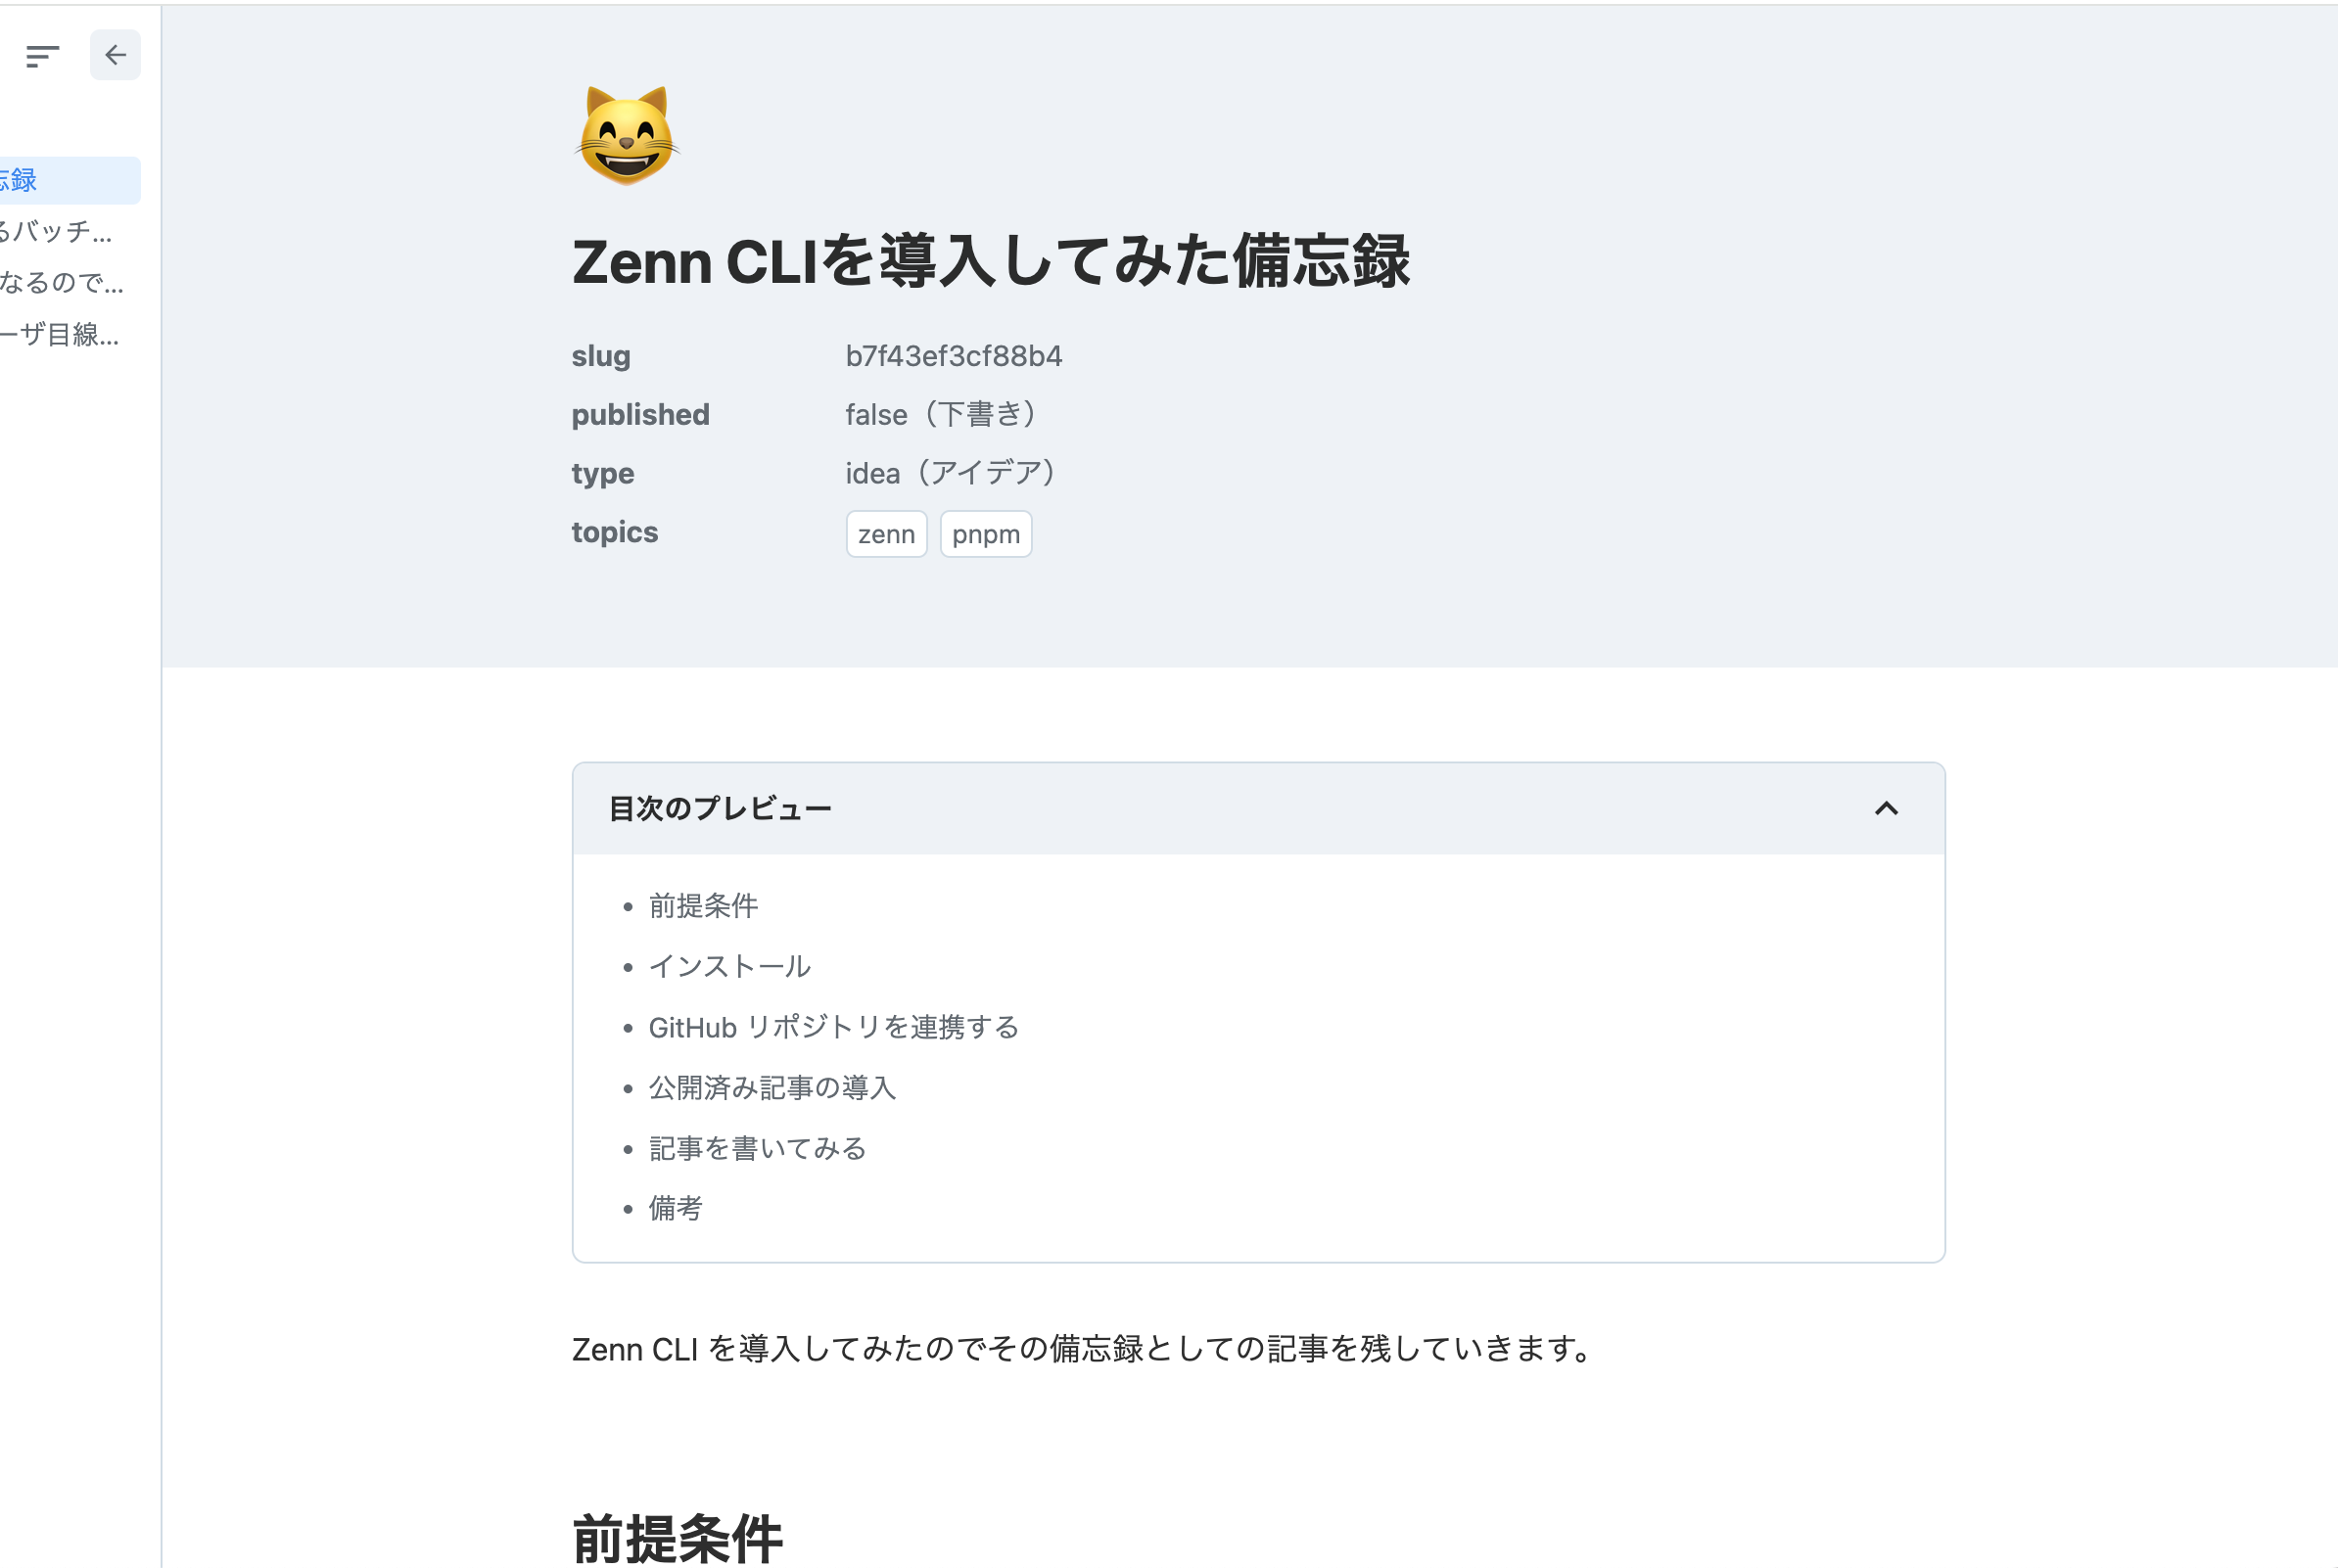 忘録
るバッチ...
なるので...
ーザ目線...
Zenn CLIを導入してみた備忘録
slug b7f43ef3cf88b4
published false（下書き）
type idea（アイデア）
topics zenn pnpm
目次のプレビュー
前提条件
インストール
GitHub リポジトリを連携する
公開済み記事の導入
記事を書いてみる
備考
Zenn CLI を導入してみたのでその備忘録としての記事を残していきます。
前提条件